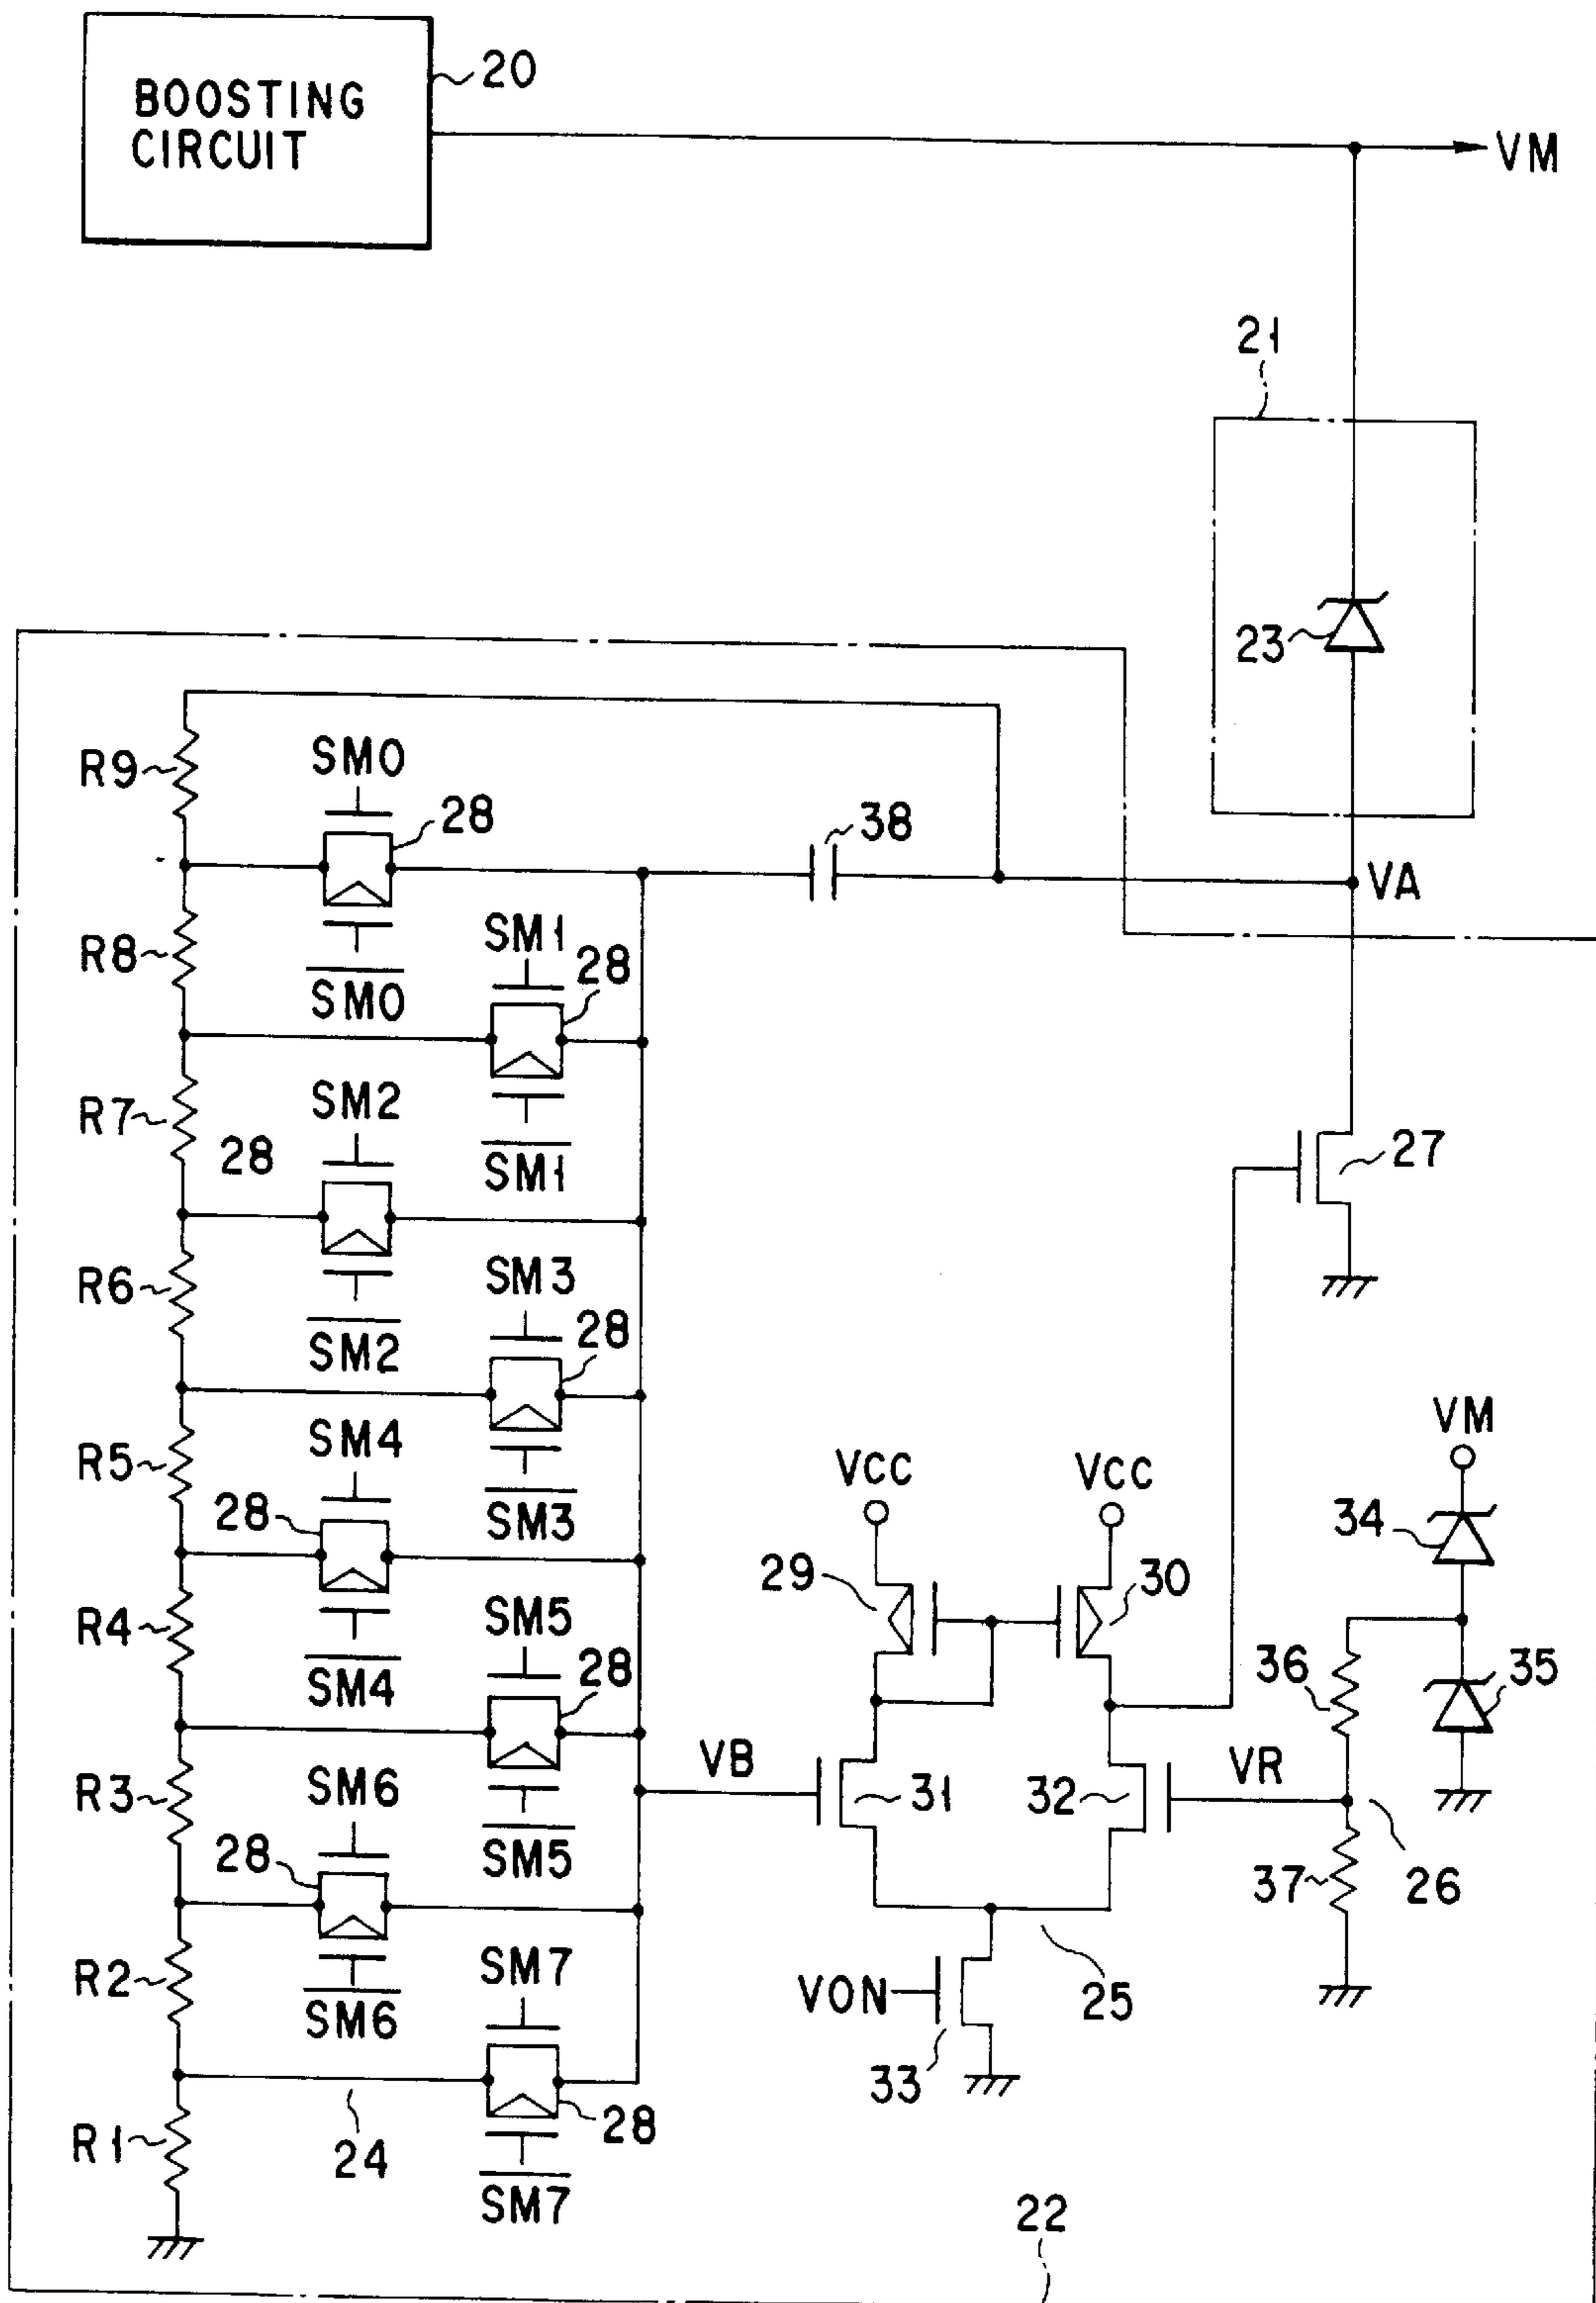 BOOSTING
CIRCUIT
20
VM
21
23
R9
SM0
28
38
VA
R8
SM0
SM1
28
R7
SM2
28
SM1
27
R6
SM2
SM3
28
R5
SM4
28
SM3
VCC
VCC
VM
34
29
30
R4
SM4
SM5
28
36
35
R3
SM6
28
SM5
VB
31
32
VR
37
26
R2
SM6
SM7
VON
25
33
R1
24
28
SM7
22